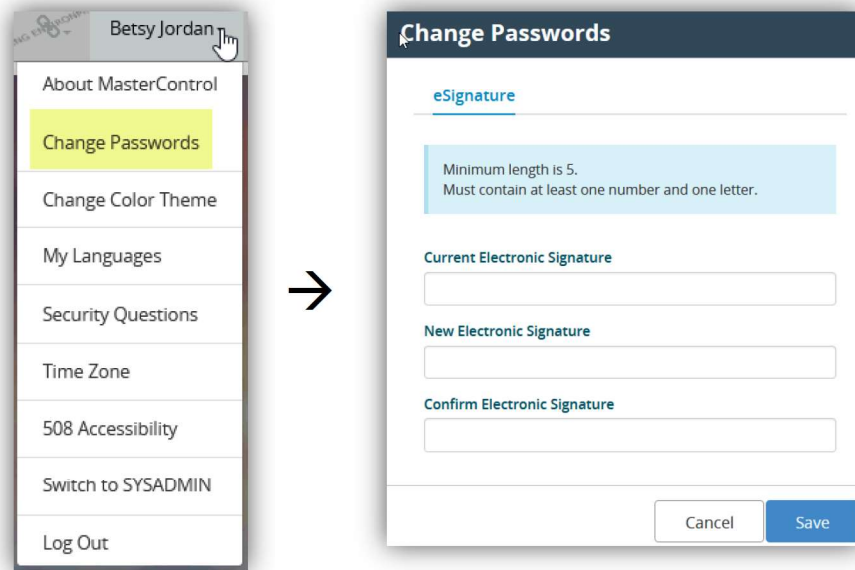 Betsy Jordan
About MasterControl
Change Passwords
Change Color Theme
My Languages
Security Questions
Time Zone
508 Accessibility
Switch to SYSADMIN
Log Out
→
Change Passwords
eSignature
Minimum length is 5.
Must contain at least one number and one letter.
Current Electronic Signature
New Electronic Signature
Confirm Electronic Signature
Cancel Save